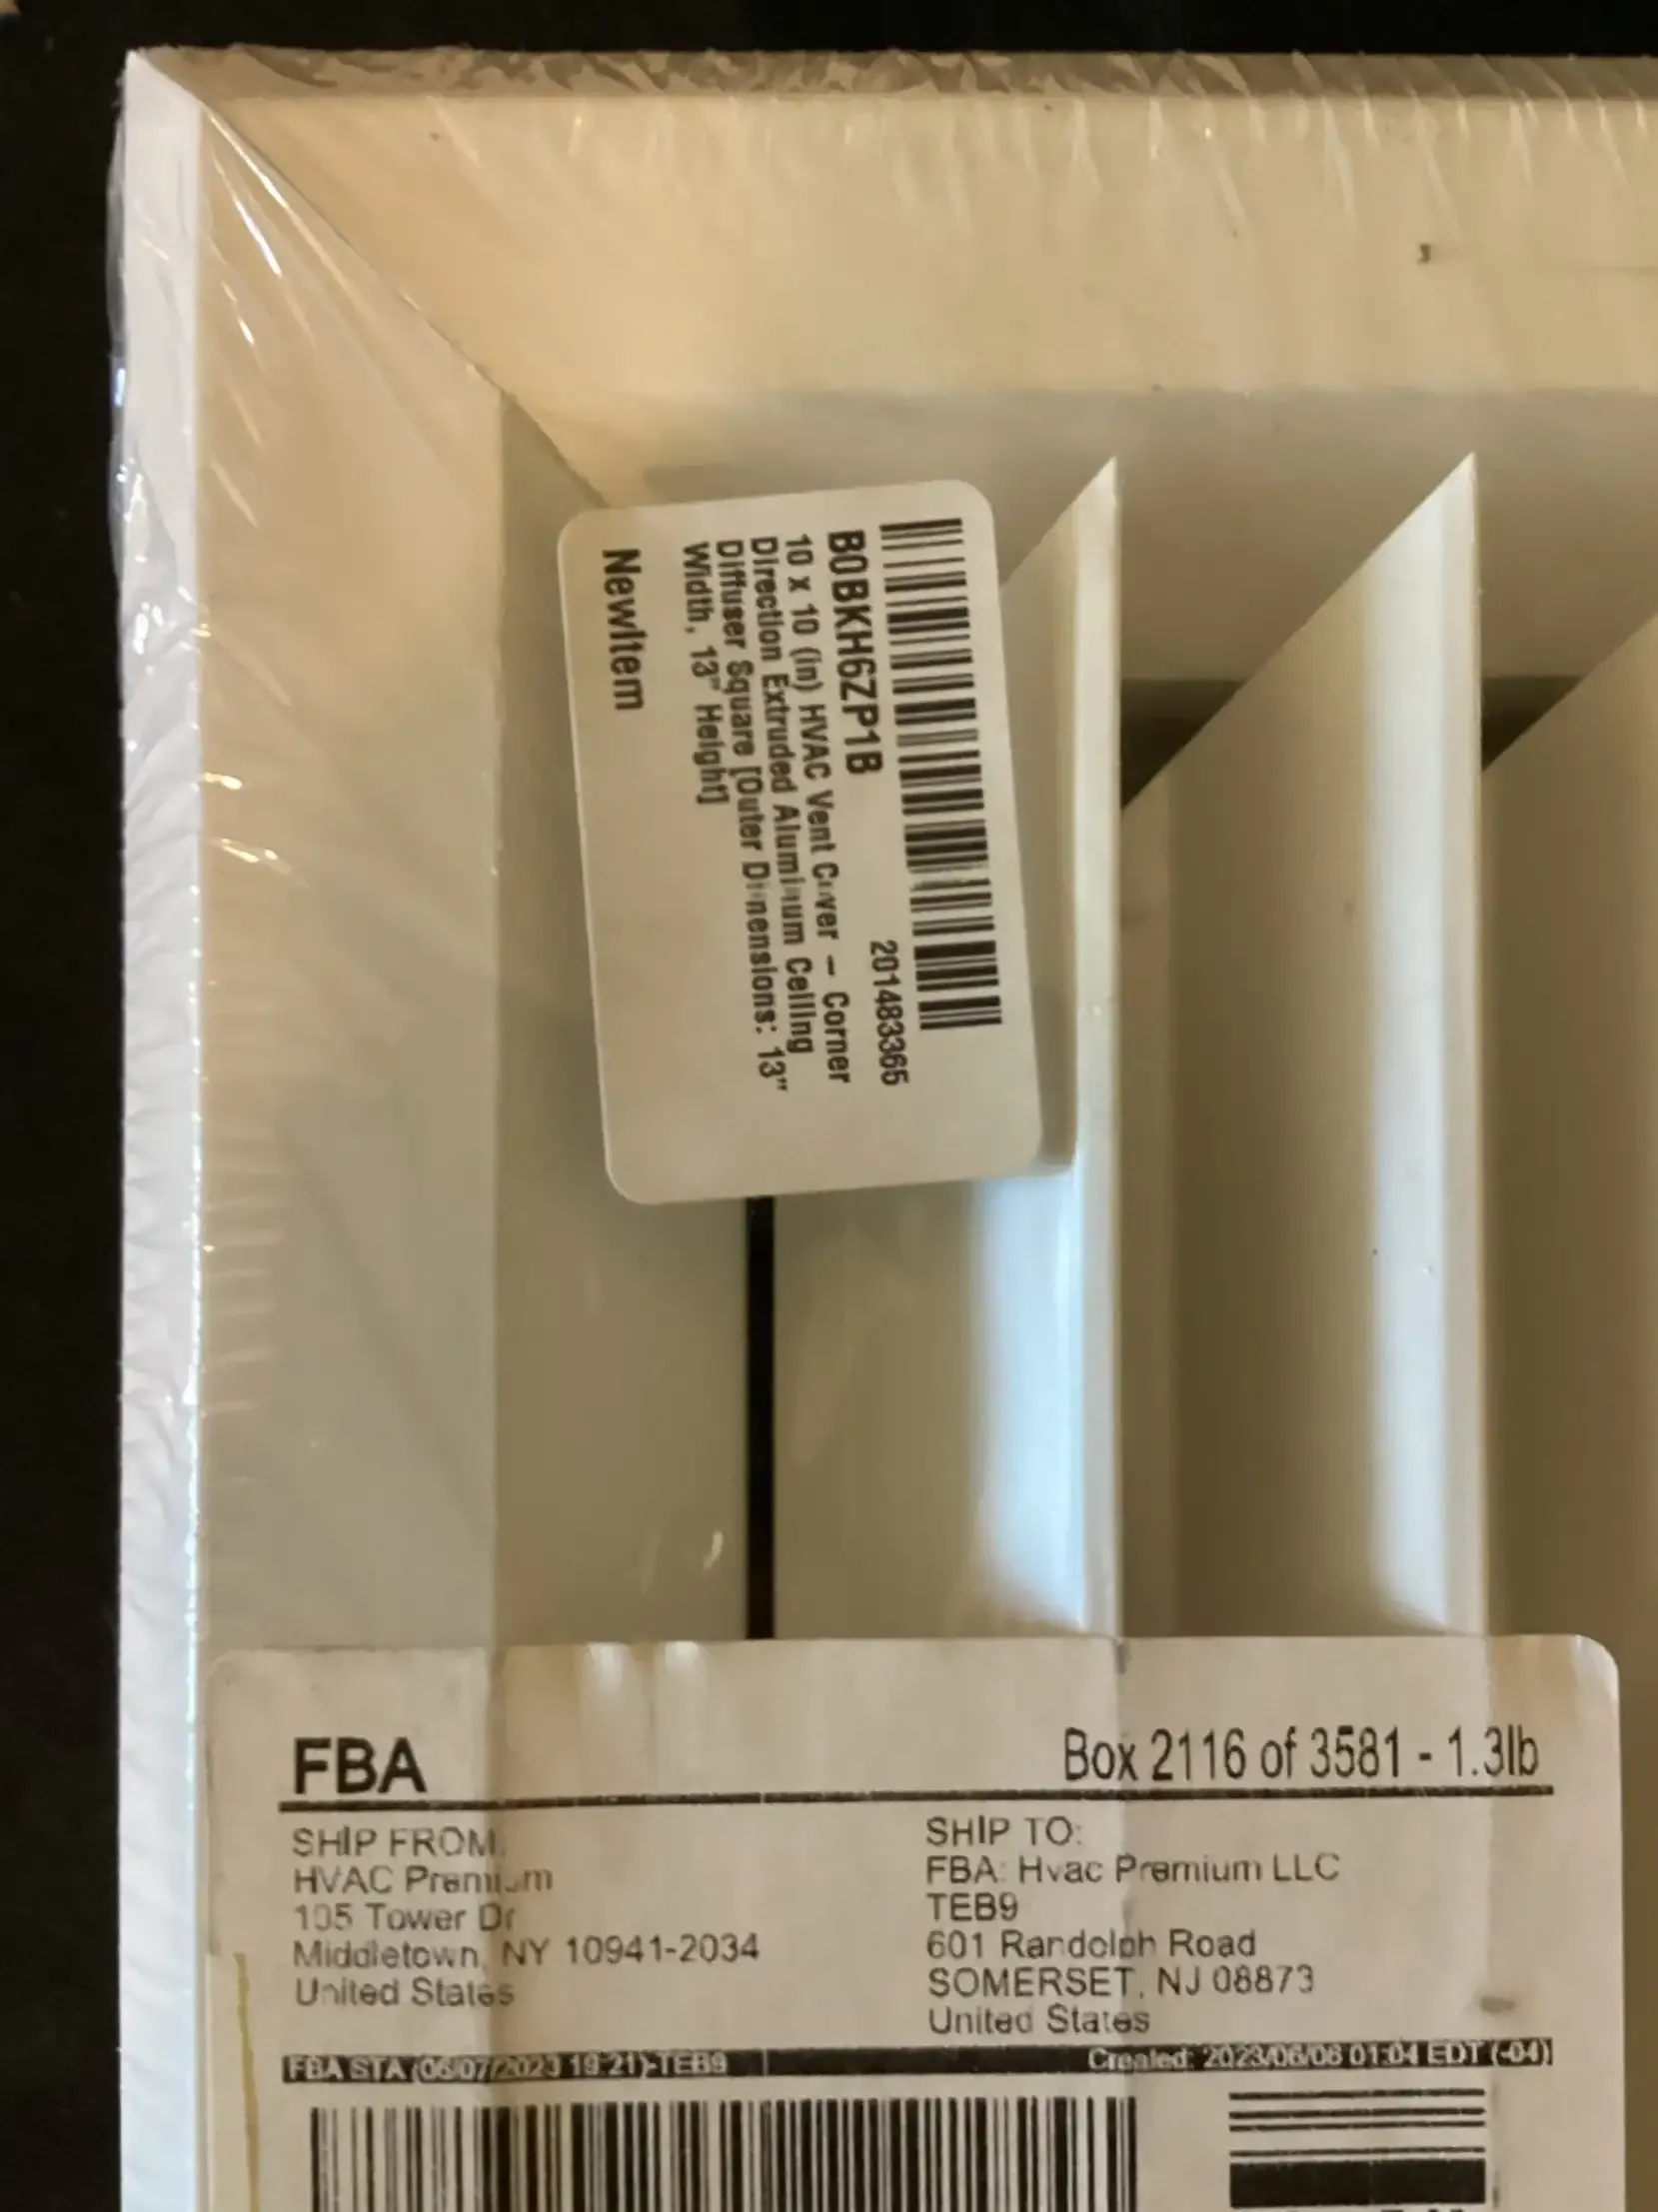 B0BKH6ZP1B 201483365
10 x 10 (in) HVAC Vent Cover – Corner
Direction Extruded Aluminum Ceiling
Diffuser Square [Outer Dimensions: 13"
Width, 13" Height]
NewItem
FBA
Box 2116 of 3581 - 1.3lb
SHIP FROM:
HVAC Premium
105 Tower Dr
Middletown, NY 10941-2034
United States
SHIP TO:
FBA: Hvac Premium LLC
TEB9
601 Randolph Road
SOMERSET, NJ 08873
United States
FBA STA (06/07/2023 19:21)-TEB9
Created: 2023/06/08 01:04 EDT (-04)